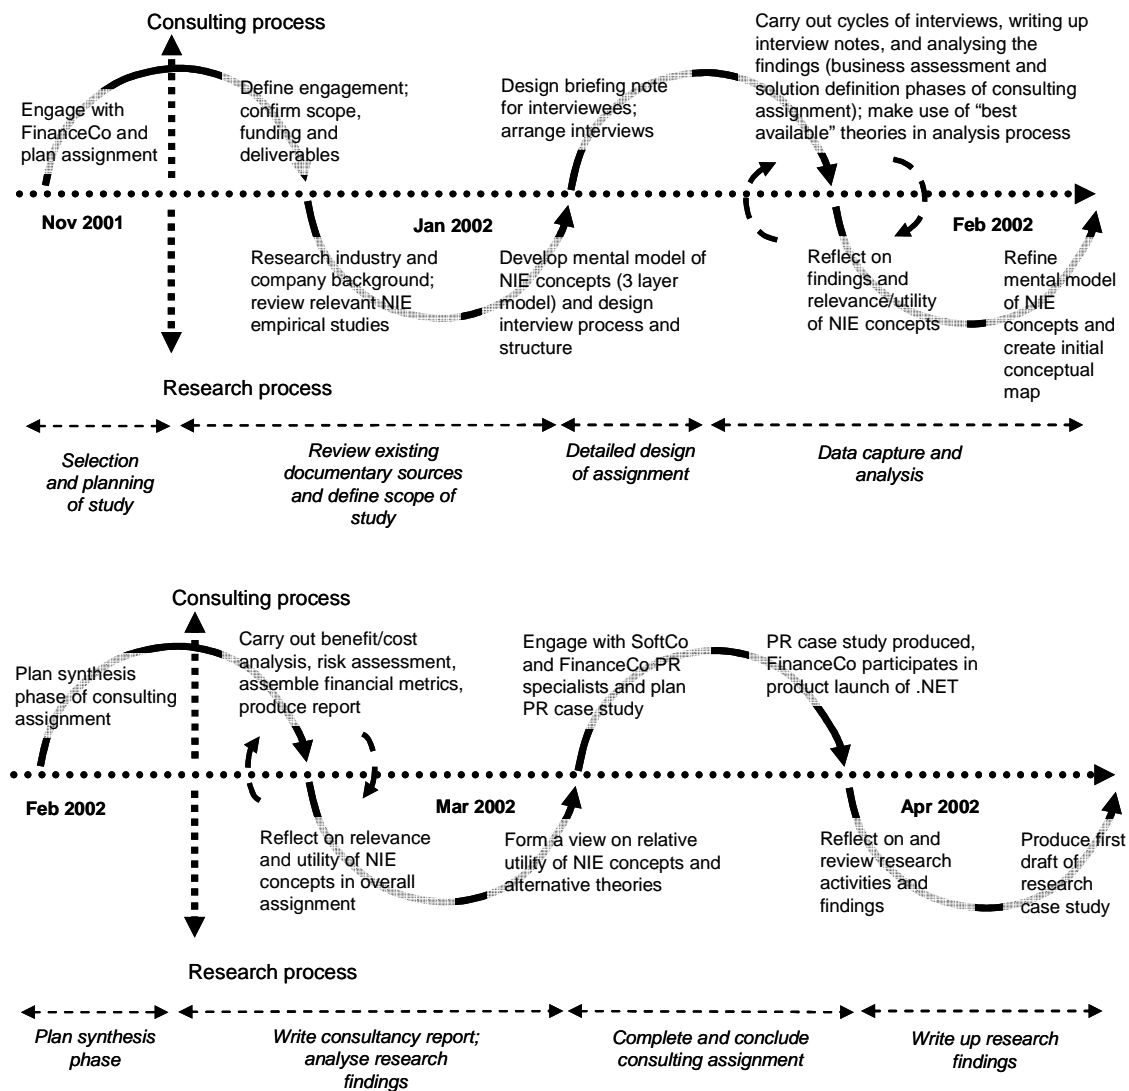 Consulting process
Engage with
FinanceCo and
plan assignment
Define engagement;
confirm scope,
funding and
deliverables
Design briefing note
for interviewees;
arrange interviews
Carry out cycles of interviews, writing up
interview notes, and analysing the
findings (business assessment and
solution definition phases of consulting
assignment); make use of “best
available” theories in analysis process
Nov 2001
Jan 2002
Feb 2002
Research industry and
company background;
review relevant NIE
empirical studies
Develop mental model of
NIE concepts (3 layer
model) and design
interview process and
structure
Reflect on
findings and
relevance/utility
of NIE concepts
Refine
mental model
of NIE
concepts and
create initial
conceptual
map
Research process
Selection
and planning
of study
Review existing
documentary sources
and define scope of
study
Detailed design
of assignment
Data capture and
analysis
Consulting process
Plan synthesis
phase of consulting
assignment
Carry out benefit/cost
analysis, risk assessment,
assemble financial metrics,
produce report
Engage with SoftCo
and FinanceCo PR
specialists and plan
PR case study
PR case study produced,
FinanceCo participates in
product launch of .NET
Feb 2002
Mar 2002
Apr 2002
Reflect on relevance
and utility of NIE
concepts in overall
assignment
Form a view on relative
utility of NIE concepts and
alternative theories
Reflect on and
review research
activities and
findings
Produce first
draft of
research
case study
Research process
Plan synthesis
phase
Write consultancy report;
analyse research
findings
Complete and conclude
consulting assignment
Write up research
findings